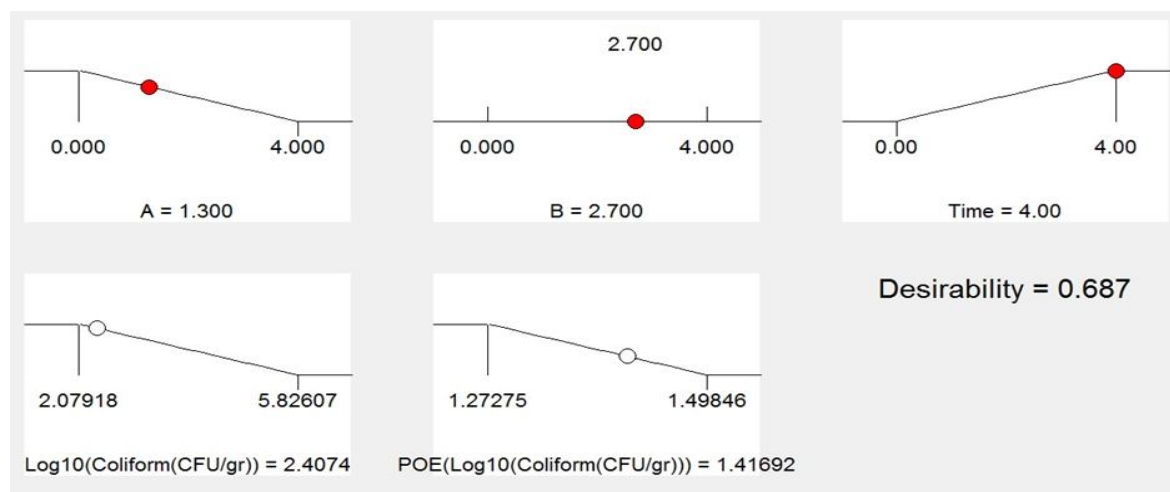 2.700
0.000
4.000
0.000
4.000
0.00
4.00
A = 1.300
B = 2.700
Time = 4.00
Desirability = 0.687
2.07918
5.82607
1.27275
1.49846
Log10(Coliform(CFU/gr)) = 2.4074
POE(Log10(Coliform(CFU/gr))) = 1.41692